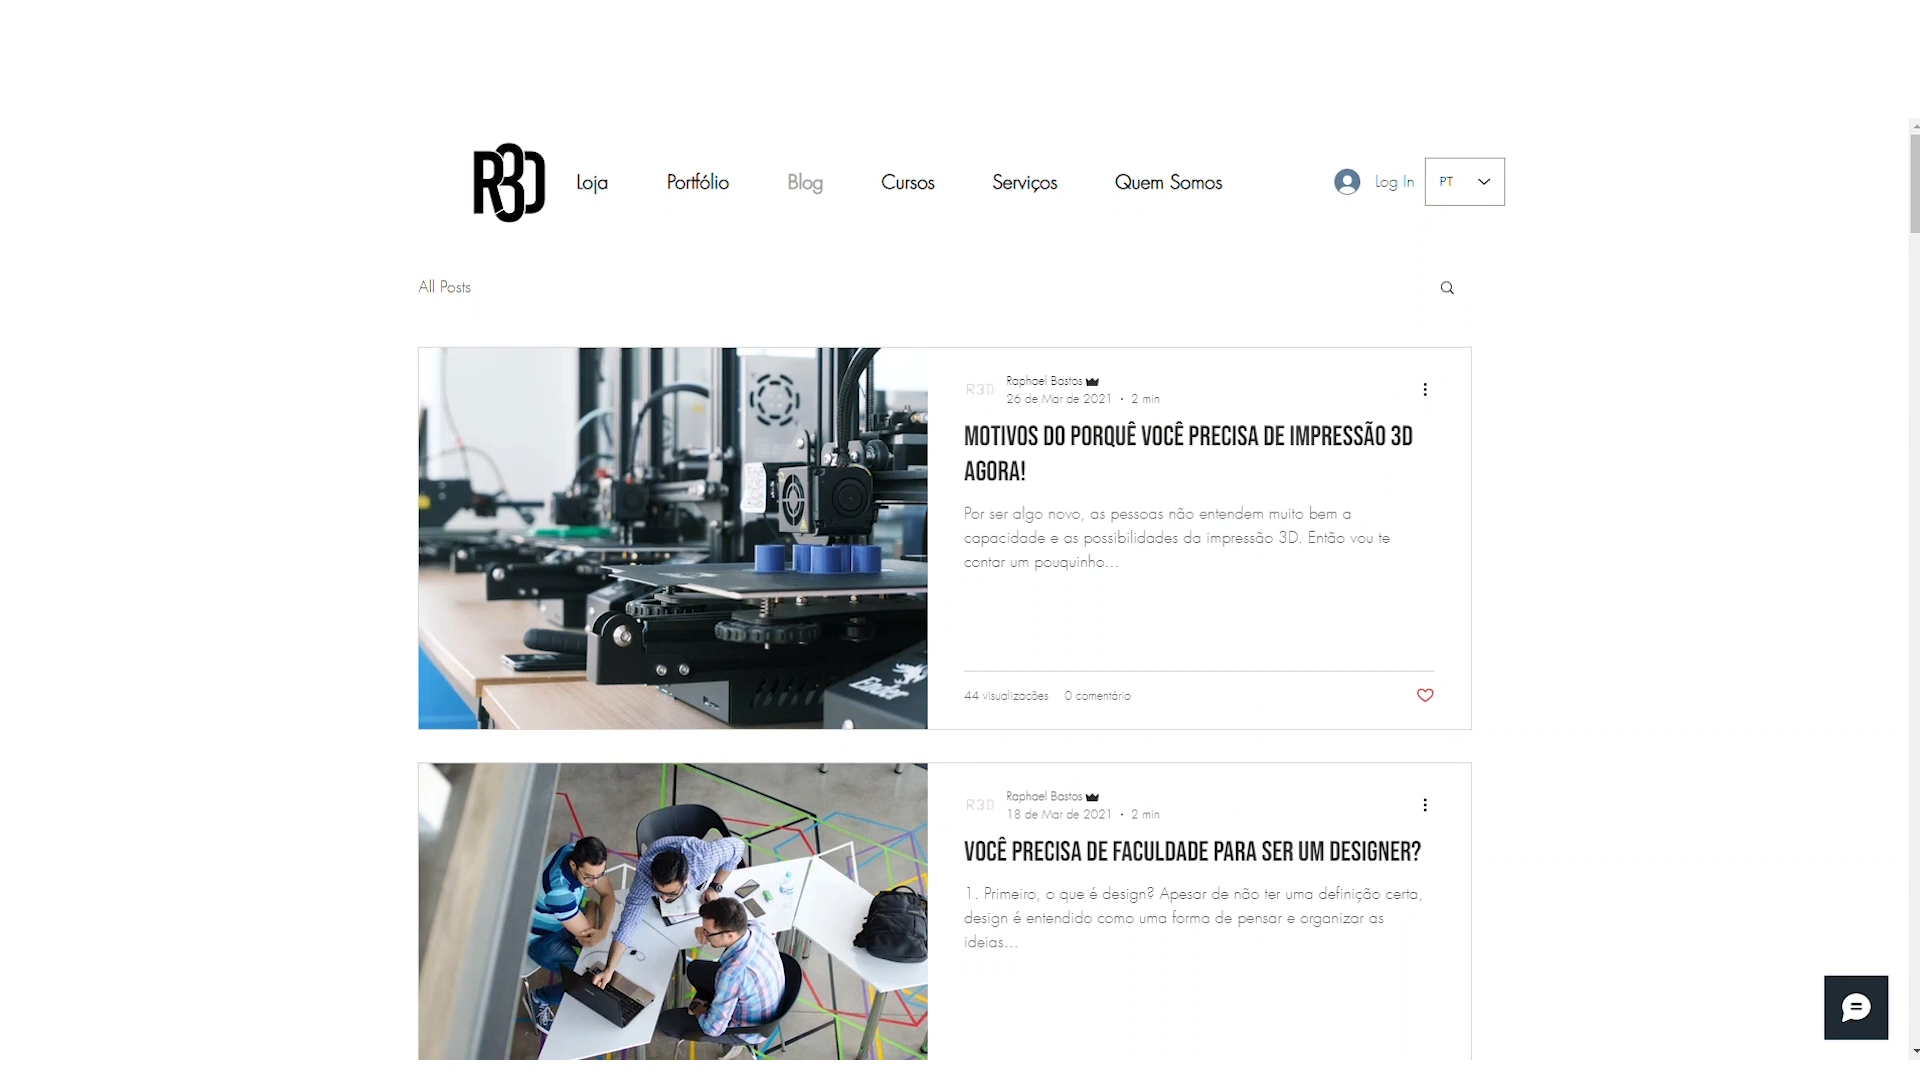 R3D
Loja
Portfólio
Blog
Cursos
Serviços
Quem Somos
Log In
PT
All Posts
R3D
Raphael Bastos
26 de Mar de 2021 · 2 min
MOTIVOS DO PORQUÊ VOCÊ PRECISA DE IMPRESSÃO 3D
AGORA!
Por ser algo novo, as pessoas não entendem muito bem a
capacidade e as possibilidades da impressão 3D. Então vou te
contar um pouquinho...
Ender
44 visualizações
0 comentário
R3D
Raphael Bastos
18 de Mar de 2021 · 2 min
VOCÊ PRECISA DE FACULDADE PARA SER UM DESIGNER?
1. Primeiro, o que é design? Apesar de não ter uma definição certa,
design é entendido como uma forma de pensar e organizar as
ideias...